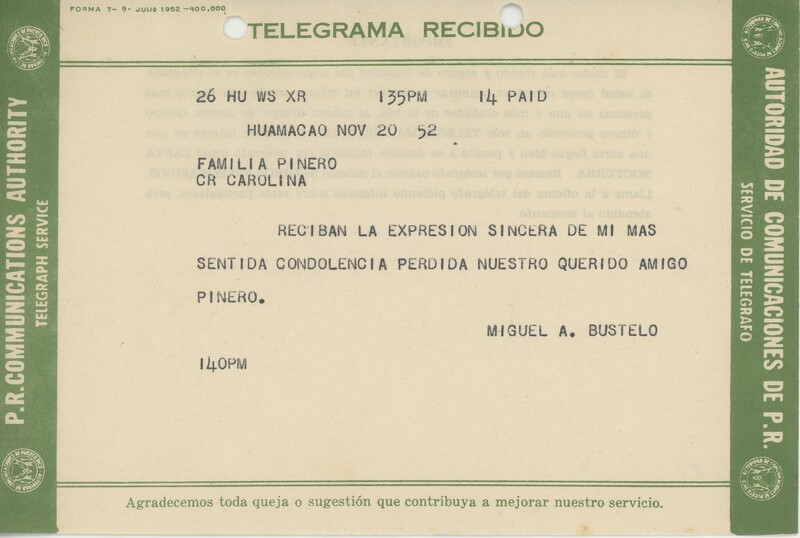 FORMA T- 9- JULIO 1952 -400,000
TELEGRAMA RECIBIDO
26 HU WS XR 135PM 14 PAID
HUAMACAO NOV 20 52
FAMILIA PINERO
CR CAROLINA
RECIBAN LA EXPRESION SINCERA DE MI MAS
SENTIDA CONDOLENCIA PERDIDA NUESTRO QUERIDO AMIGO
PINERO.
MIGUEL A. BUSTELO
140PM
Agradecemos toda queja o sugestión que contribuya a mejorar nuestro servicio.
P.R. COMMUNICATIONS AUTHORITY
TELEGRAPH SERVICE
AUTORIDAD DE COMUNICACIONES DE P.R.
SERVICIO DE TELEGRAFO